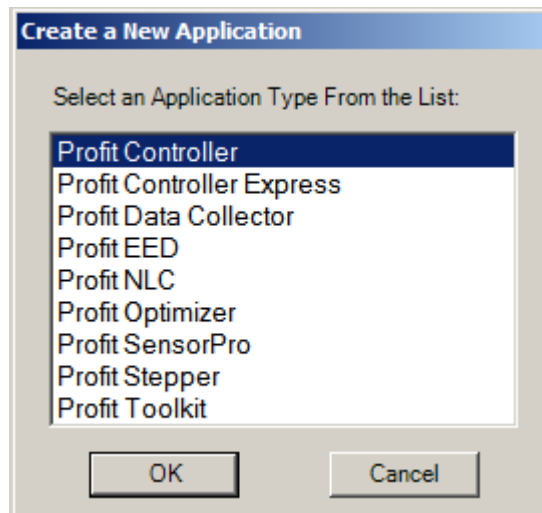 Create a New Application
Select an Application Type From the List:
Profit Controller
Profit Controller Express
Profit Data Collector
Profit EED
Profit NLC
Profit Optimizer
Profit SensorPro
Profit Stepper
Profit Toolkit
OK Cancel